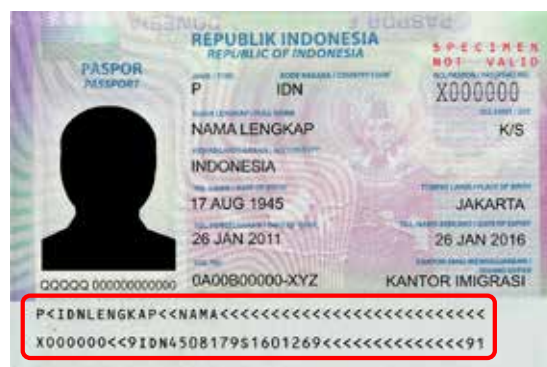 REPUBLIK INDONESIA
REPUBLIC OF INDONESIA
SPECIMEN
NOT VALID
PASPOR
PASSPORT
P IDN X000000
NAMA LENGKAP K/S
INDONESIA
17 AUG 1945 JAKARTA
26 JAN 2011 26 JAN 2016
QQQQQ 000000000000 0A00B00000-XYZ KANTOR IMIGRASI
P<IDNLENGKAP<<NAMA<<<<<<<<<<<<<<<<<<<<<<<<<<
X000000<<9IDN4508179S1601269<<<<<<<<<<<<<<91